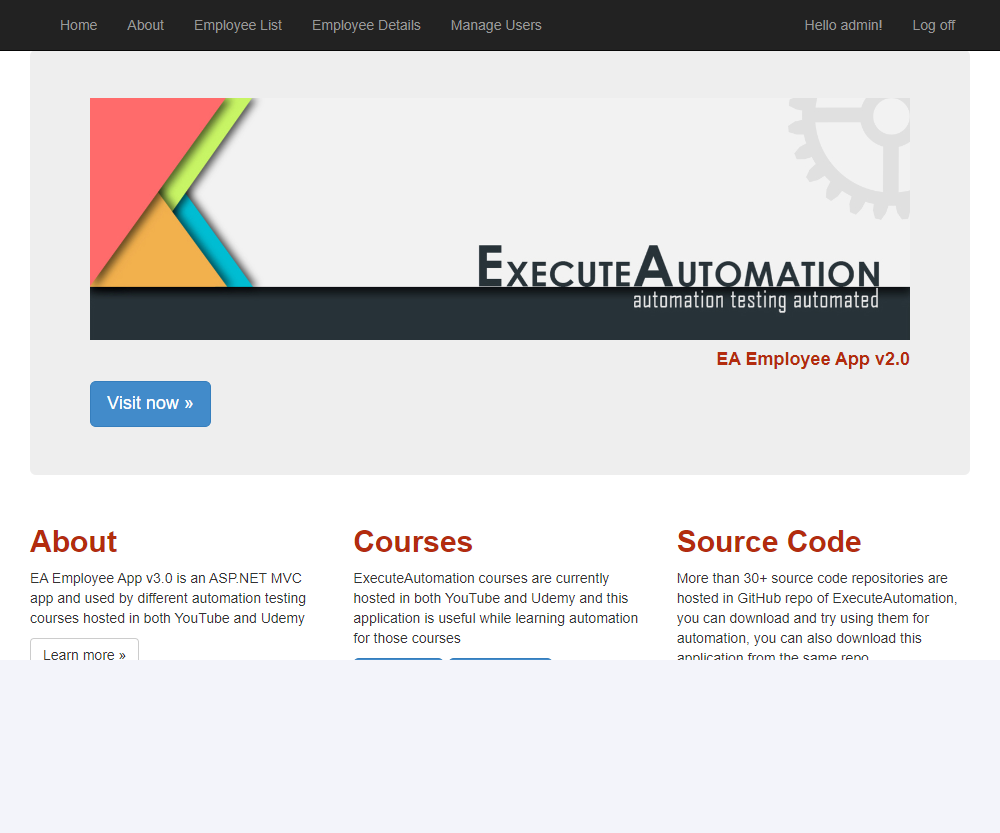 Home About Employee List Employee Details Manage Users Hello admin! Log off
EXECUTEAUTOMATION
automation testing automated
EA Employee App v2.0
Visit now »
About
EA Employee App v3.0 is an ASP.NET MVC
app and used by different automation testing
courses hosted in both YouTube and Udemy
Learn more »
Courses
ExecuteAutomation courses are currently
hosted in both YouTube and Udemy and this
application is useful while learning automation
for those courses
Source Code
More than 30+ source code repositories are
hosted in GitHub repo of ExecuteAutomation,
you can download and try using them for
automation, you can also download this
application from the same repo